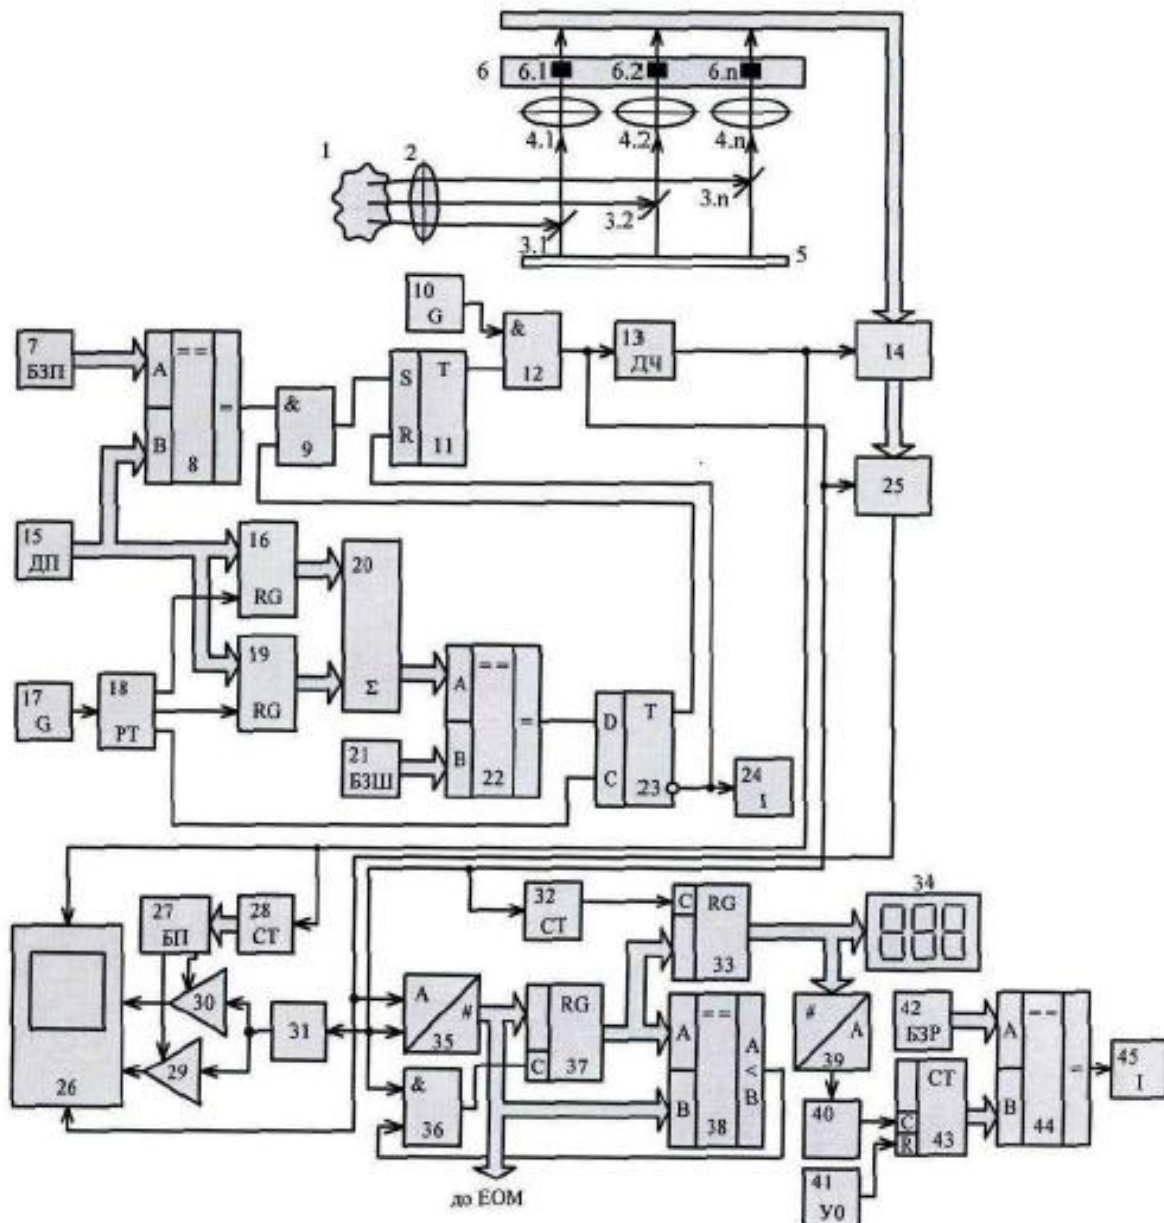 6 6.1 6.2 6.n
4.1 4.2 4.n
1 2
3.1 3.2 3.n
5
10 G
& 12
13 ДЧ
14
7 БЗП
A == =
B 8
& 9
S T
R 11
25
15 ДП
16 RG
20 Σ
19 RG
17 G
18 РТ
A == =
B 22
21 БЗШ
D T
C 23
24 I
34
27 БП
28 СТ
32 СТ
C RG 33
30
A # 35
RG
C 37
A == A < B
B 38
# A 39
42 БЗР
A -- =
B 44
45 I
26
29
31
& 36
40
СТ
C
R 43
41 У0
до ЕОМ